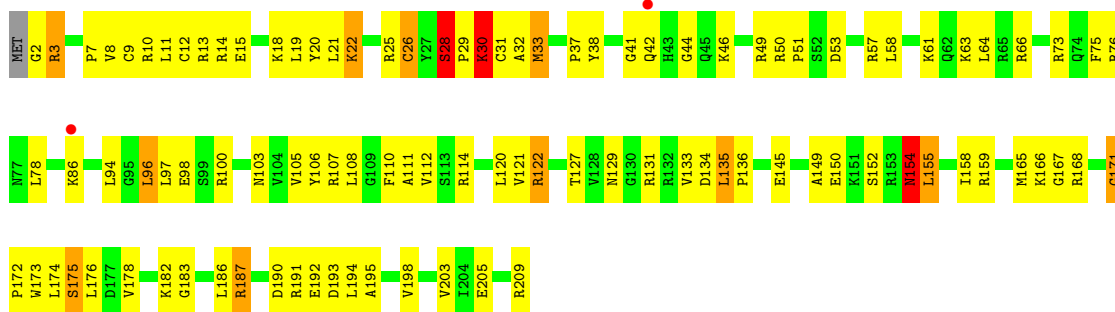 MET G2 R3 P7 V8 C9 R10 L11 C12 R13 R14 E15 K18 L19 Y20 L21 K22 R25 C26 Y27 S28 P29 K30 C31 A32 M33 P37 Y38 G41 Q42 H43 G44 Q45 K46 R49 R50 P51 S52 D53 R57 L58 K61 Q62 K63 L64 R65 R66 R73 Q74 F75
N77 L78 K86 L94 G95 L96 L97 E98 S99 R100 N103 V104 V105 Y106 R107 L108 G109 F110 A111 V112 S113 R114 L120 V121 R122 T127 V128 N129 G130 R131 R132 V133 D134 L135 P136 E145 A149 E150 K151 S152 R153 N154 L155 I158 R159 M165 K166 G167 R168
P172 W173 L174 S175 L176 D177 V178 K182 G183 L186 R187 D190 R191 E192 D193 L194 A195 V198 V203 I204 E205 R209